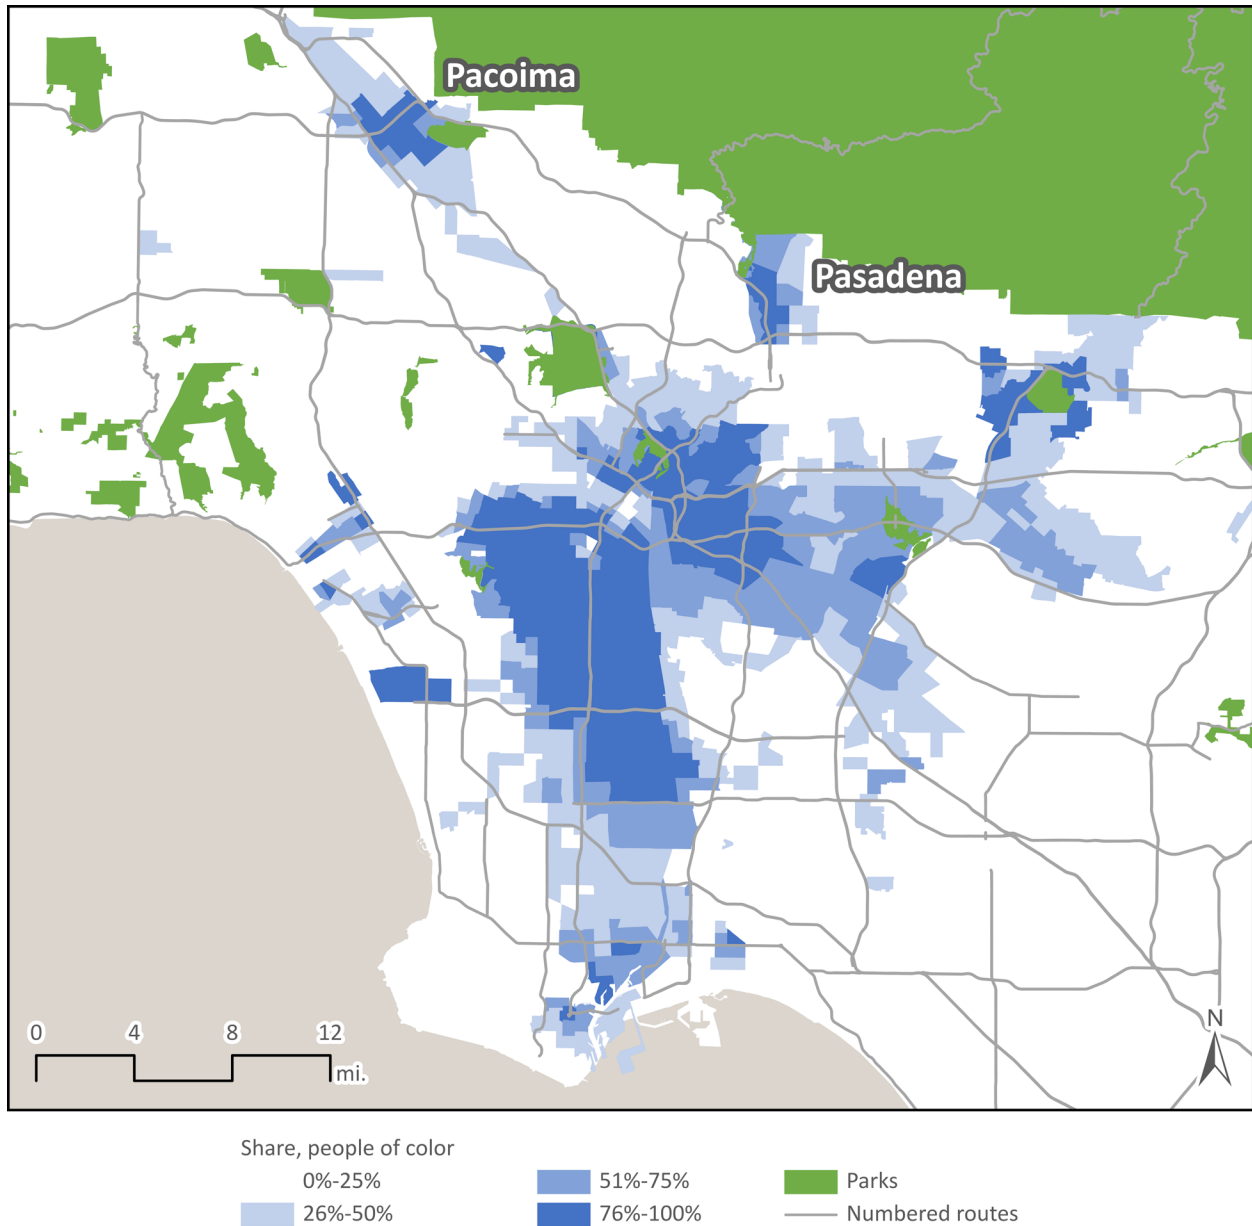 Pacoima
Pasadena
0 4 8 12
mi.
N
Share, people of color
0%-25%
26%-50%
51%-75%
76%-100%
Parks
Numbered routes